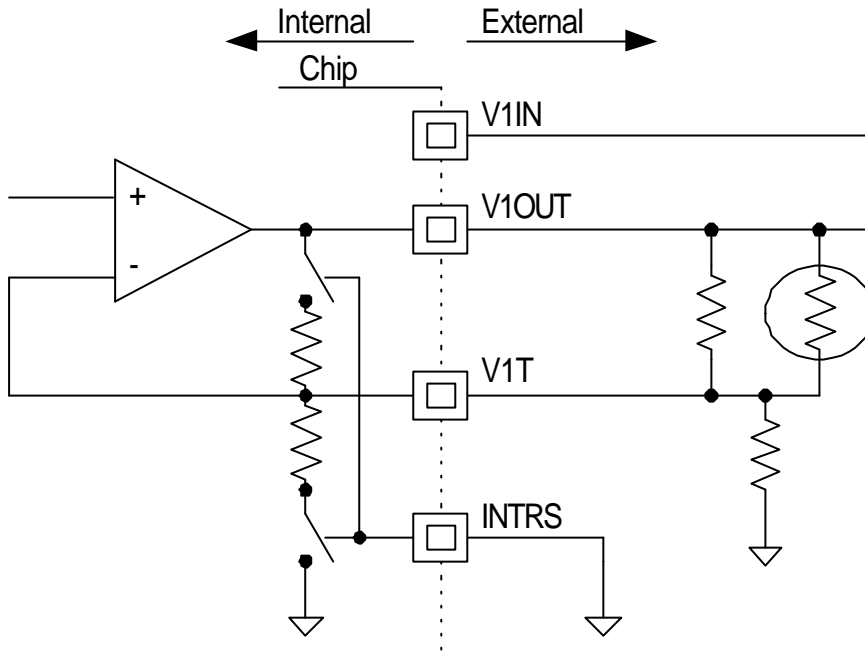 Internal External
Chip
V1IN
V1OUT
+
-
V1T
INTRS